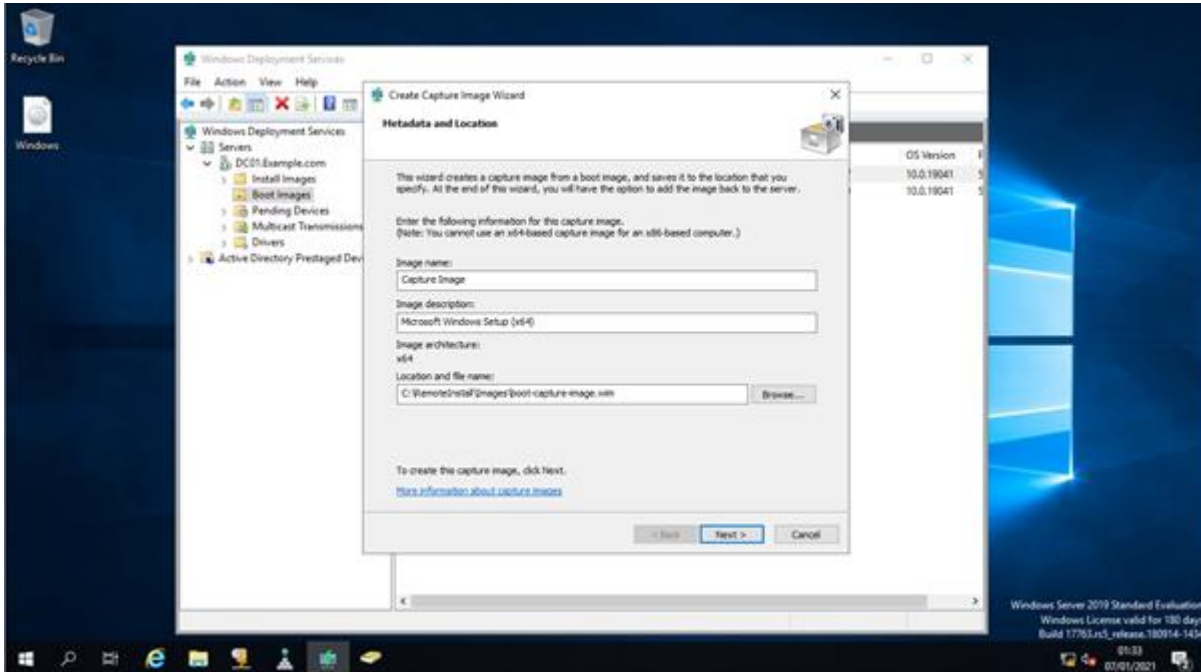 Recycle Bin
Windows
Windows Deployment Services
File Action View Help
Windows Deployment Services
Servers
DC01.Example.com
Install Images
Boot Images
Pending Devices
Multicast Transmissions
Drivers
Active Directory Prestaged Dev
OS Version
10.0.19041
10.0.19041
Create Capture Image Wizard
Metadata and Location
This wizard creates a capture image from a boot image, and saves it to the location that you
specify. At the end of this wizard, you will have the option to add the image back to the server.
Enter the following information for this capture image.
(Note: You cannot use an x64-based capture image for an x86-based computer.)
Image name:
Capture Image
Image description:
Microsoft Windows Setup (x64)
Image architecture:
x64
Location and file name:
C:\RemoteInstall\Images\boot-capture-image.wim
Browse...
To create this capture image, click Next.
More information about capture images
< Back Next > Cancel
Windows Server 2019 Standard Evaluation
Windows License valid for 180 day
Build 17763.rs5_release.180914-143
01:33
07/01/2021